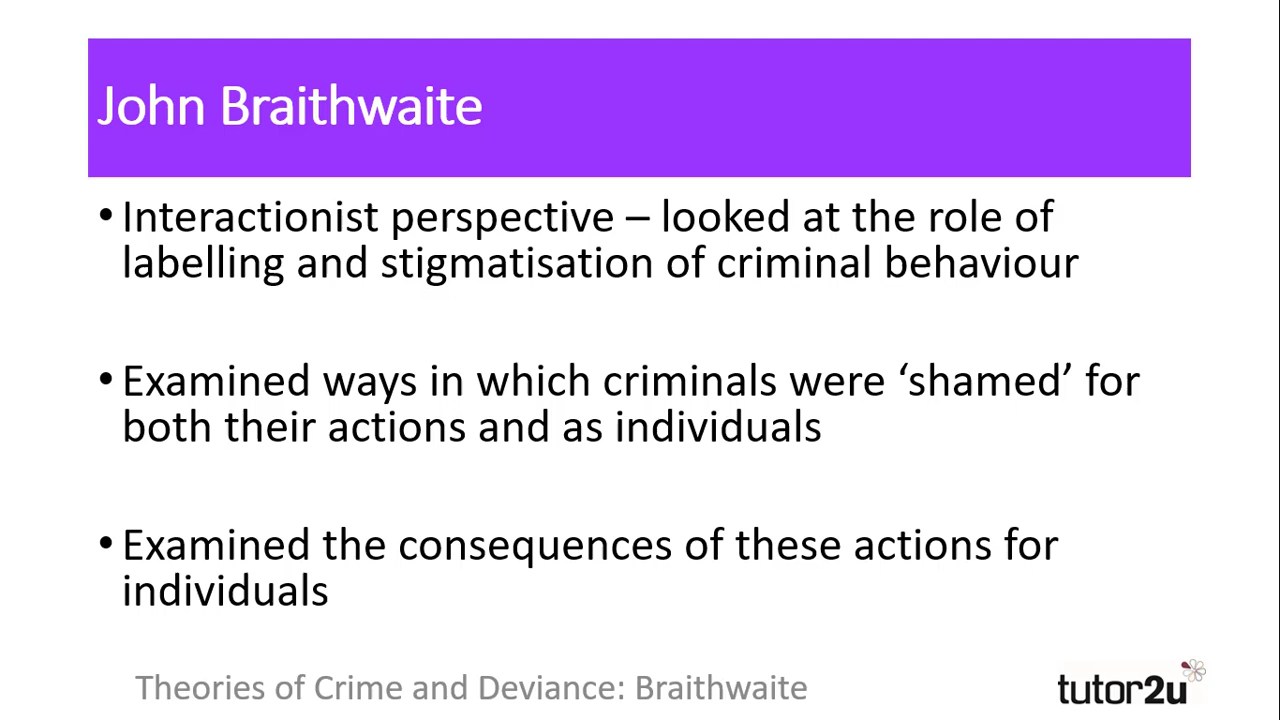 John Braithwaite
• Interactionist perspective – looked at the role of
labelling and stigmatisation of criminal behaviour
• Examined ways in which criminals were ‘shamed’ for
both their actions and as individuals
• Examined the consequences of these actions for
individuals
Theories of Crime and Deviance: Braithwaite
tutor2u